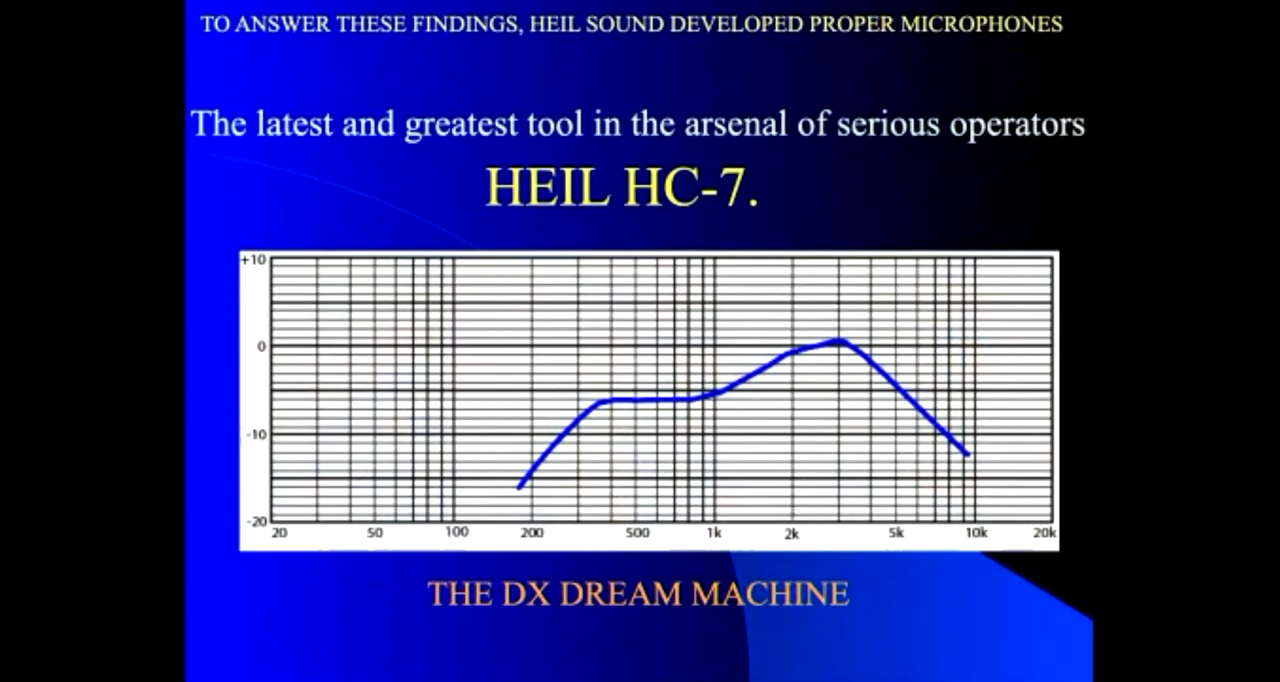 TO ANSWER THESE FINDINGS, HEIL SOUND DEVELOPED PROPER MICROPHONES
The latest and greatest tool in the arsenal of serious operators
HEIL HC-7.
+10
0
-10
-20
20 50 100 200 500 1k 2k 5k 10k 20k
THE DX DREAM MACHINE